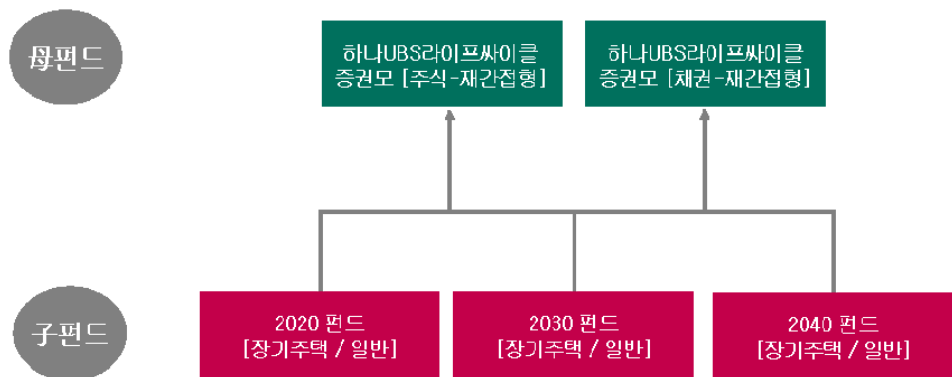 母펀드
하나UBS라이프싸이클
증권모 [주식-재간접형]
하나UBS라이프싸이클
증권모 [채권-재간접형]
子펀드
2020 펀드
[장기주택 / 일반]
2030 펀드
[장기주택 / 일반]
2040 펀드
[장기주택 / 일반]